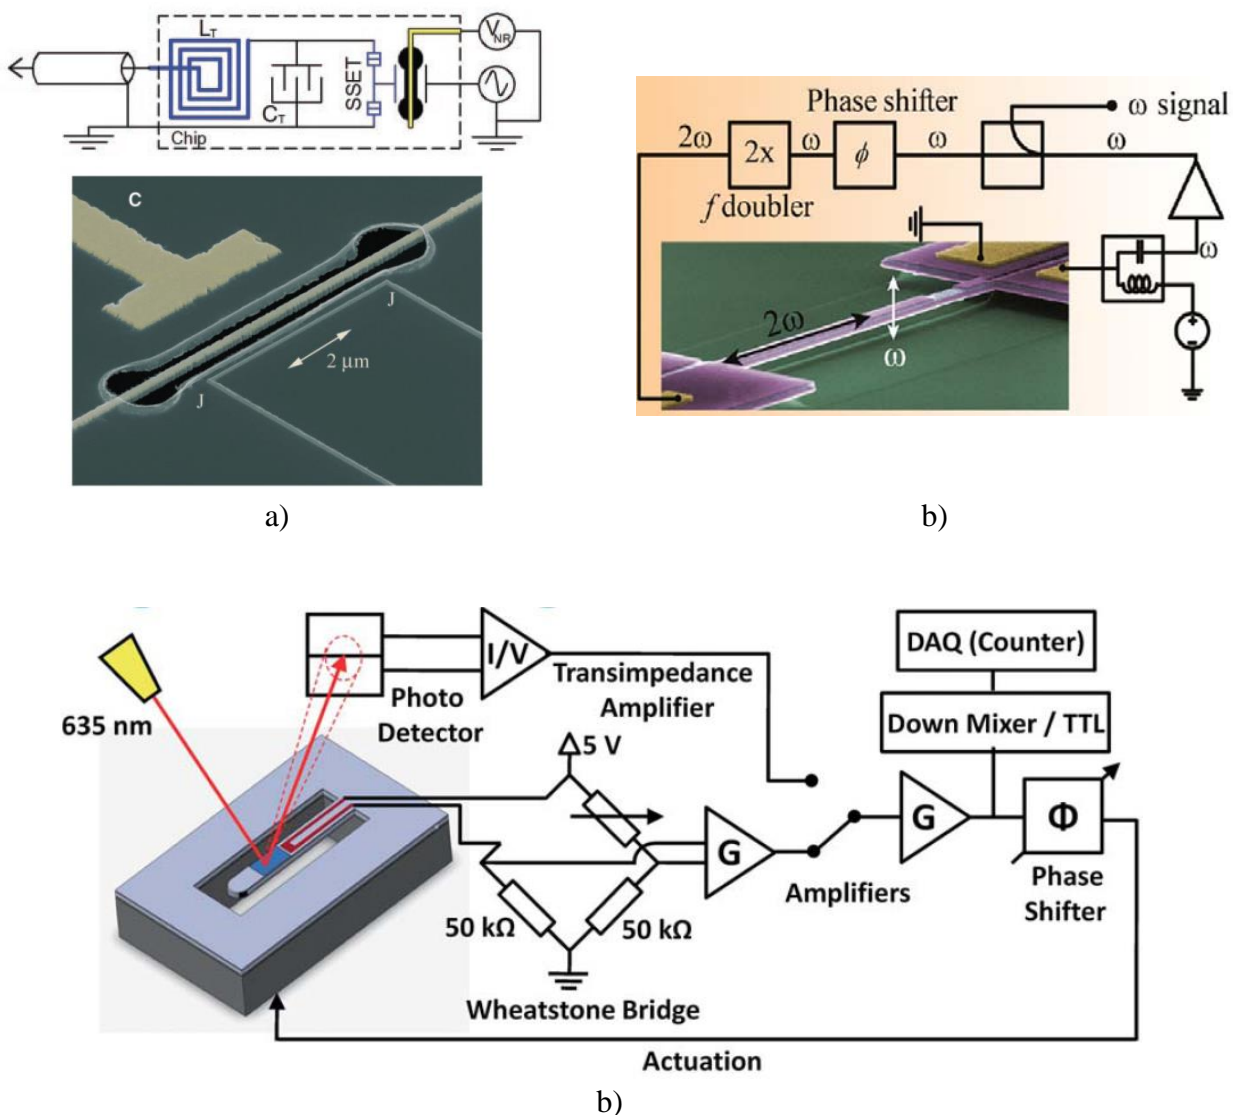 L_T
V_NR
SSET
C_T
Chip
C
J
2 μm
J
a)
Phase shifter
ω signal
2ω
2x
ω
ϕ
ω
ω
f doubler
ω
2ω
ω
b)
635 nm
Photo
Detector
I/V
Transimpedance
Amplifier
DAQ (Counter)
Down Mixer / TTL
5 V
G
G
Φ
Amplifiers
Phase
Shifter
50 kΩ
50 kΩ
Wheatstone Bridge
Actuation
b)